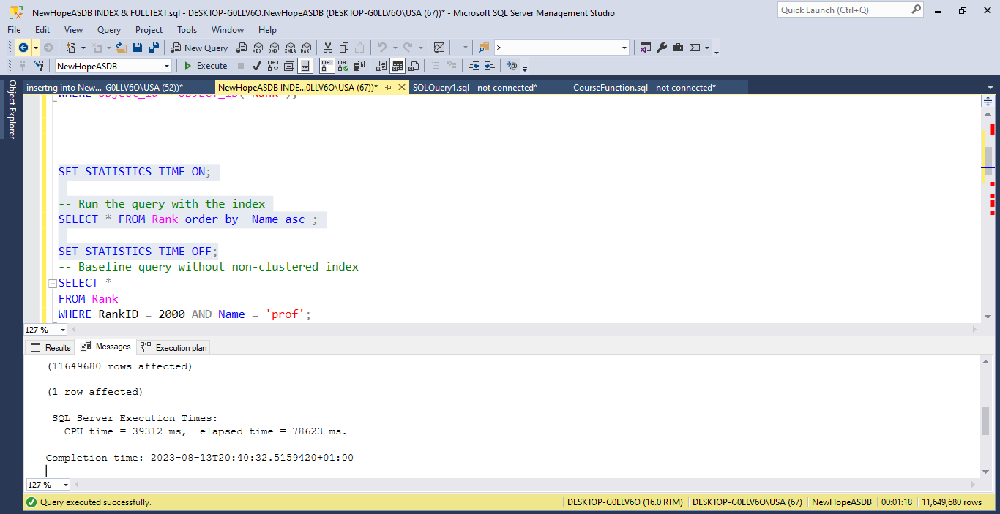 NewHopeASDB INDEX & FULLTEXT.sql - DESKTOP-G0LLV6O.NewHopeASDB (DESKTOP-G0LLV6O\USA (67))* - Microsoft SQL Server Management Studio
Quick Launch (Ctrl+Q)
File Edit View Query Project Tools Window Help
New Query MDX DMX XMLA DAX >
NewHopeASDB Execute
Object Explorer
insertng into New...-G0LLV6O\USA (52))* NewHopeASDB INDE...0LLV6O\USA (67))* SQLQuery1.sql - not connected* CourseFunction.sql - not connected*
WHERE object_id = OBJECT_ID('Rank');
SET STATISTICS TIME ON;
-- Run the query with the index
SELECT * FROM Rank order by  Name asc ;
SET STATISTICS TIME OFF;
-- Baseline query without non-clustered index
SELECT *
FROM Rank
WHERE RankID = 2000 AND Name = 'prof';
127 %
Results Messages Execution plan
(11649680 rows affected)
(1 row affected)
SQL Server Execution Times:
CPU time = 39312 ms,  elapsed time = 78623 ms.
Completion time: 2023-08-13T20:40:32.5159420+01:00
127 %
Query executed successfully. DESKTOP-G0LLV6O (16.0 RTM) DESKTOP-G0LLV6O\USA (67) NewHopeASDB 00:01:18 11,649,680 rows